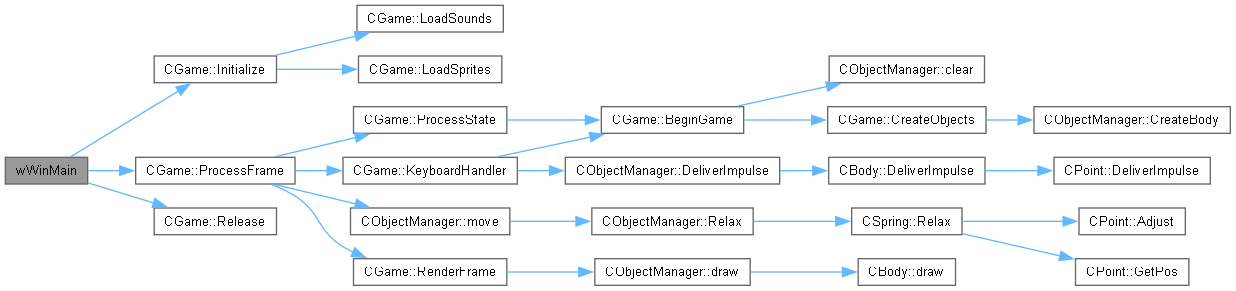 CGame::LoadSounds
CGame::Initialize
CGame::LoadSprites
CObjectManager::clear
CGame::ProcessState
CGame::BeginGame
CGame::CreateObjects
CObjectManager::CreateBody
wWinMain
CGame::ProcessFrame
CGame::KeyboardHandler
CObjectManager::DeliverImpulse
CBody::DeliverImpulse
CPoint::DeliverImpulse
CGame::Release
CObjectManager::move
CObjectManager::Relax
CSpring::Relax
CPoint::Adjust
CGame::RenderFrame
CObjectManager::draw
CBody::draw
CPoint::GetPos